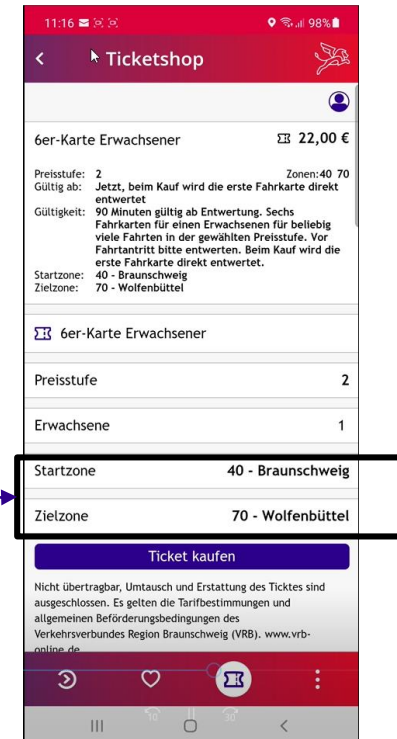 11:16 98%
Ticketshop
6er-Karte Erwachsener 22,00 €
Preisstufe: 2 Zonen:40 70
Gültig ab: Jetzt, beim Kauf wird die erste Fahrkarte direkt
entwertet
Gültigkeit: 90 Minuten gültig ab Entwertung. Sechs
Fahrkarten für einen Erwachsenen für beliebig
viele Fahrten in der gewählten Preisstufe. Vor
Fahrtantritt bitte entwerten. Beim Kauf wird die
erste Fahrkarte direkt entwertet.
Startzone: 40 - Braunschweig
Zielzone: 70 - Wolfenbüttel
6er-Karte Erwachsener
Preisstufe 2
Erwachsene 1
Startzone 40 - Braunschweig
Zielzone 70 - Wolfenbüttel
Ticket kaufen
Nicht übertragbar, Umtausch und Erstattung des Ticktes sind
ausgeschlossen. Es gelten die Tarifbestimmungen und
allgemeinen Beförderungsbedingungen des
Verkehrsverbundes Region Braunschweig (VRB). www.vrb-
online.de
10 30